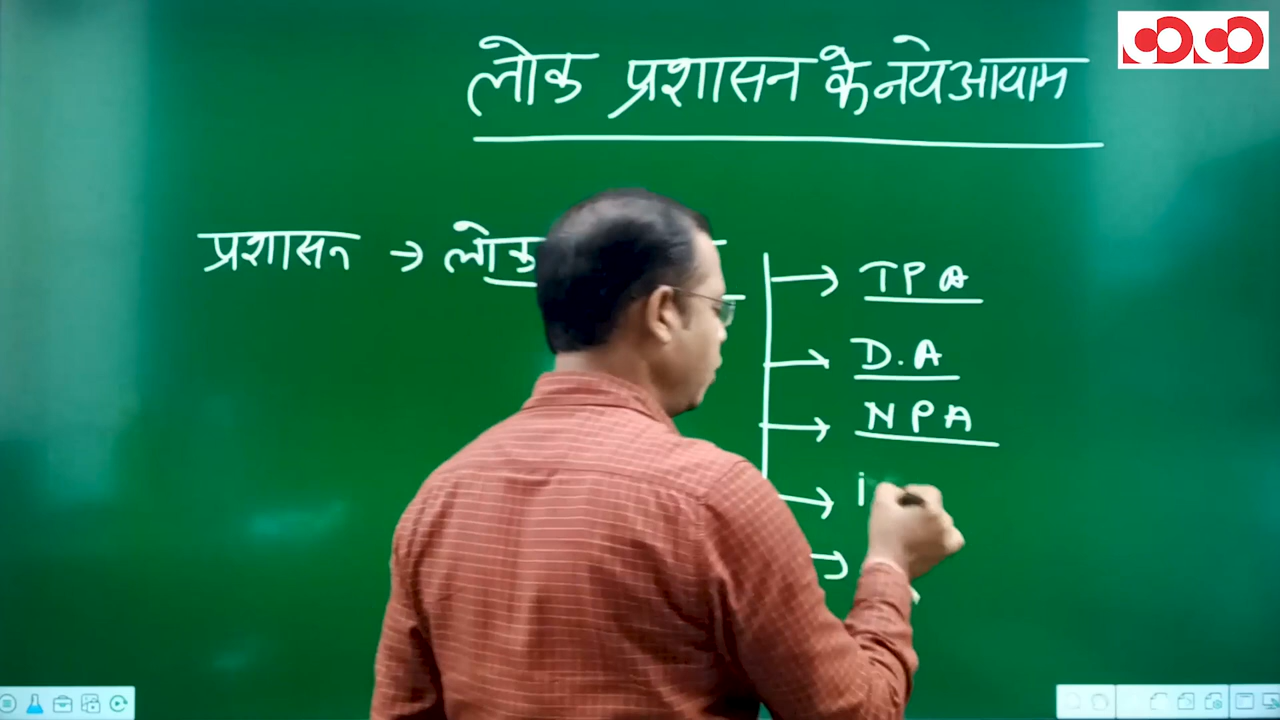 लोक प्रशासन के नये आयाम
प्रशासन → लोक
→ TPA
→ D.A
→ NPA
→ i
→